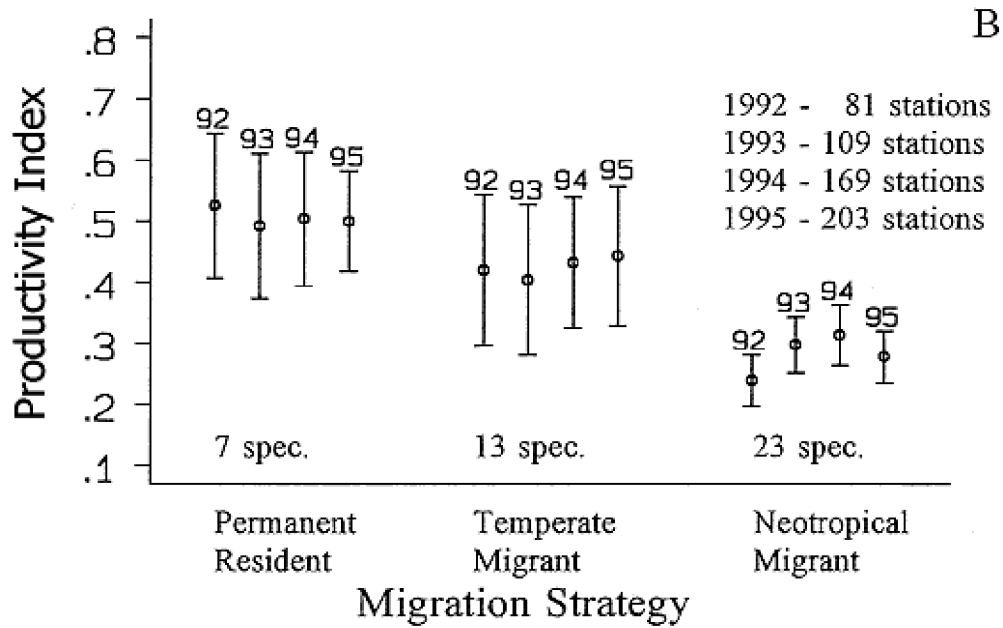 B
.8
.7
.6
.5
.4
.3
.2
.1
Productivity Index
92
93
94
95
92
93
94
95
92
93
94
95
1992 - 81 stations
1993 - 109 stations
1994 - 169 stations
1995 - 203 stations
7 spec.
13 spec.
23 spec.
Permanent
Resident
Temperate
Migrant
Neotropical
Migrant
Migration Strategy